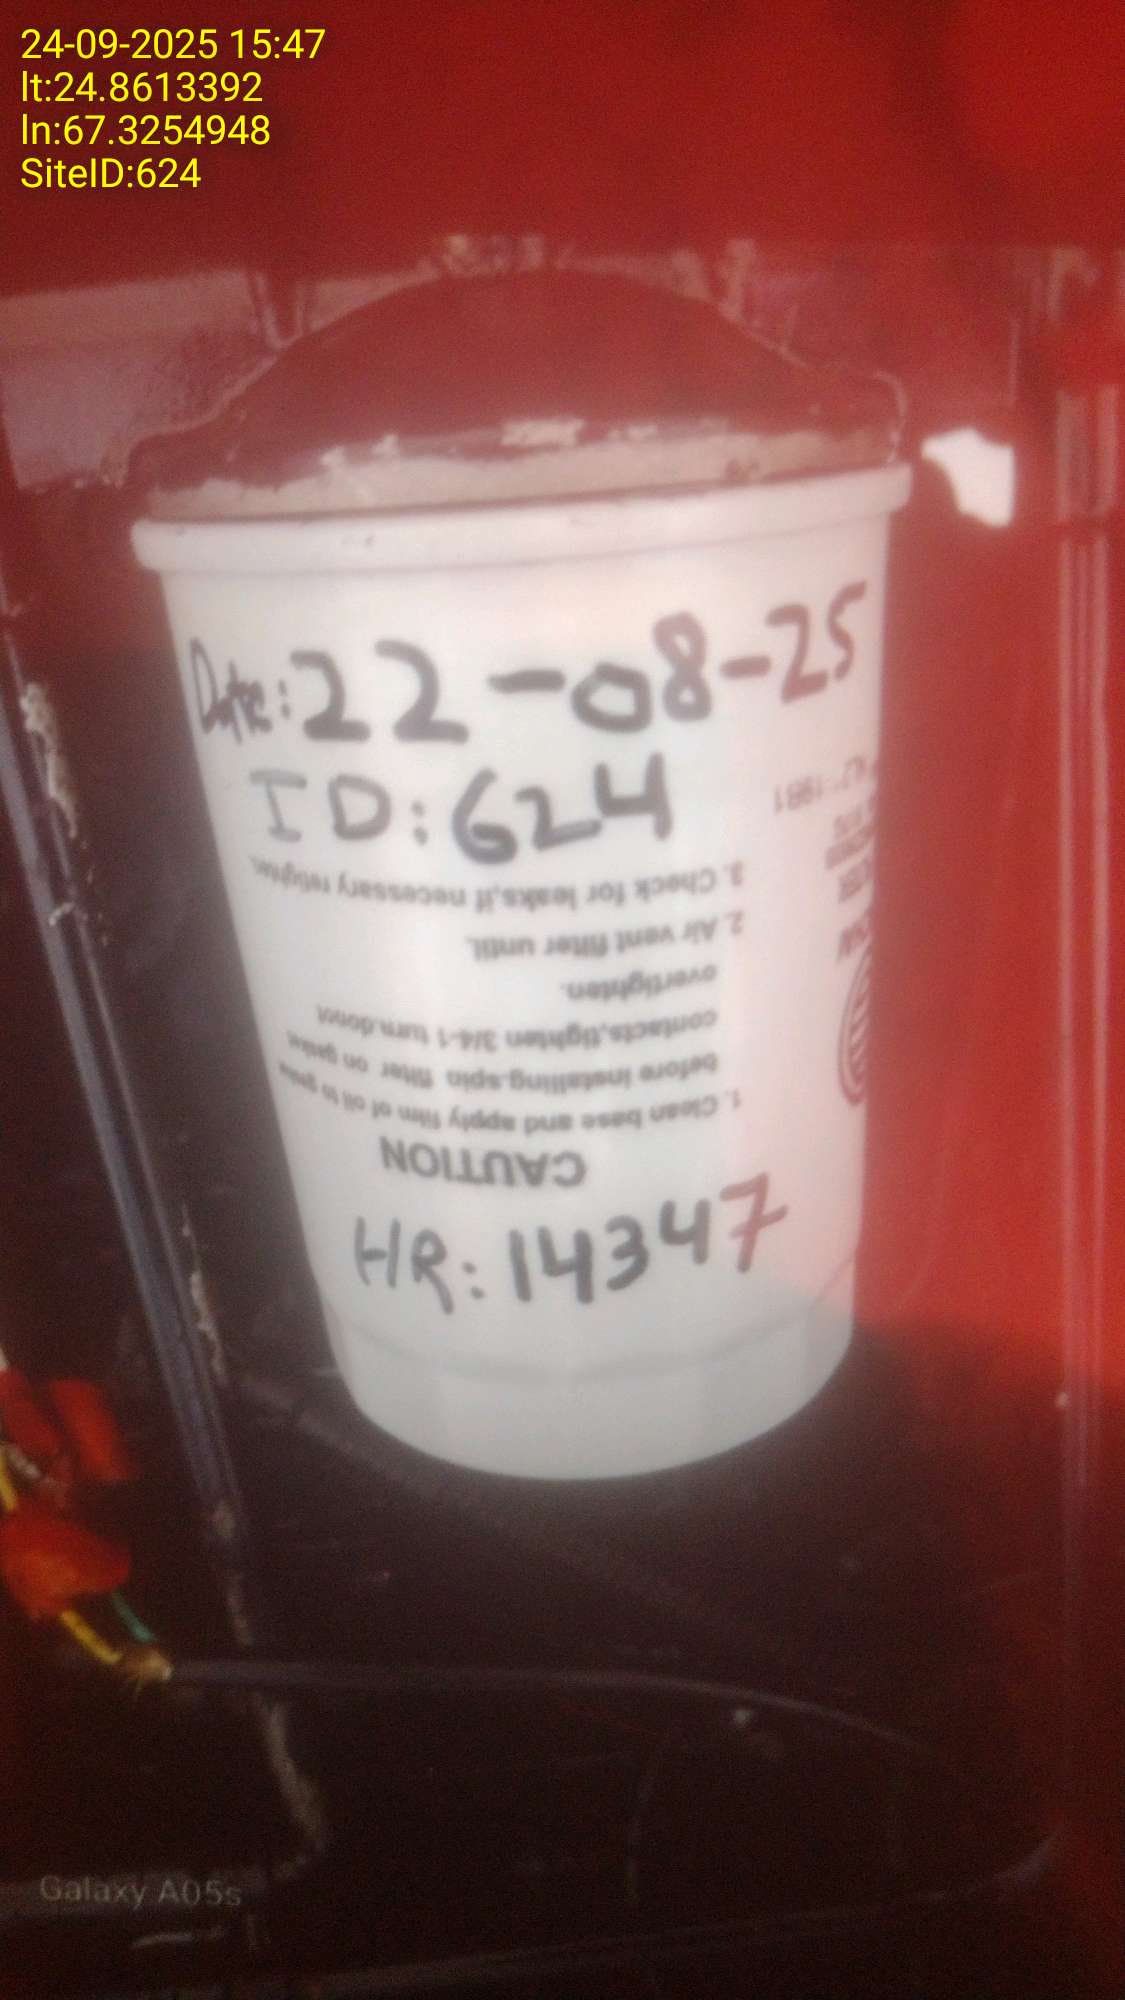 24-09-2025 15:47
lt:24.8613392
ln:67.3254948
SiteID:624
Date: 22-08-25
ID: 624
HR: 14347
CAUTION
1. Clean base and apply film of oil to
before installing.spin filter on gasket
contacts,tighten 3/4-1 turn.donot
overtighten.
2. Air vent filter until.
3. Check for leaks,if necessary retighten.
1981
Galaxy A05s